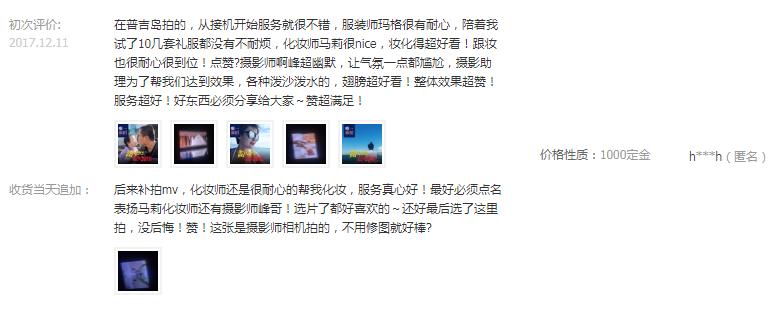 初次评价:
2017.12.11
在普吉岛拍的，从接机开始服务就很不错，服装师玛格很有耐心，陪着我
试了10几套礼服都没有不耐烦，化妆师马莉很nice，妆化得超好看！跟妆
也很耐心很到位！点赞?摄影师啊峰超幽默，让气氛一点都尴尬，摄影助
理为了帮我们达到效果，各种泼沙泼水的，翅膀超好看！整体效果超赞！
服务超好！好东西必须分享给大家～赞超满足！
价格性质：1000定金
h***h（匿名）
收货当天追加：
后来补拍mv，化妆师还是很耐心的帮我化妆，服务真心好！最好必须点名
表扬马莉化妆师还有摄影师峰哥！选片了都好喜欢的～还好最后选了这里
拍，没后悔！赞！这张是摄影师相机拍的，不用修图就好棒?